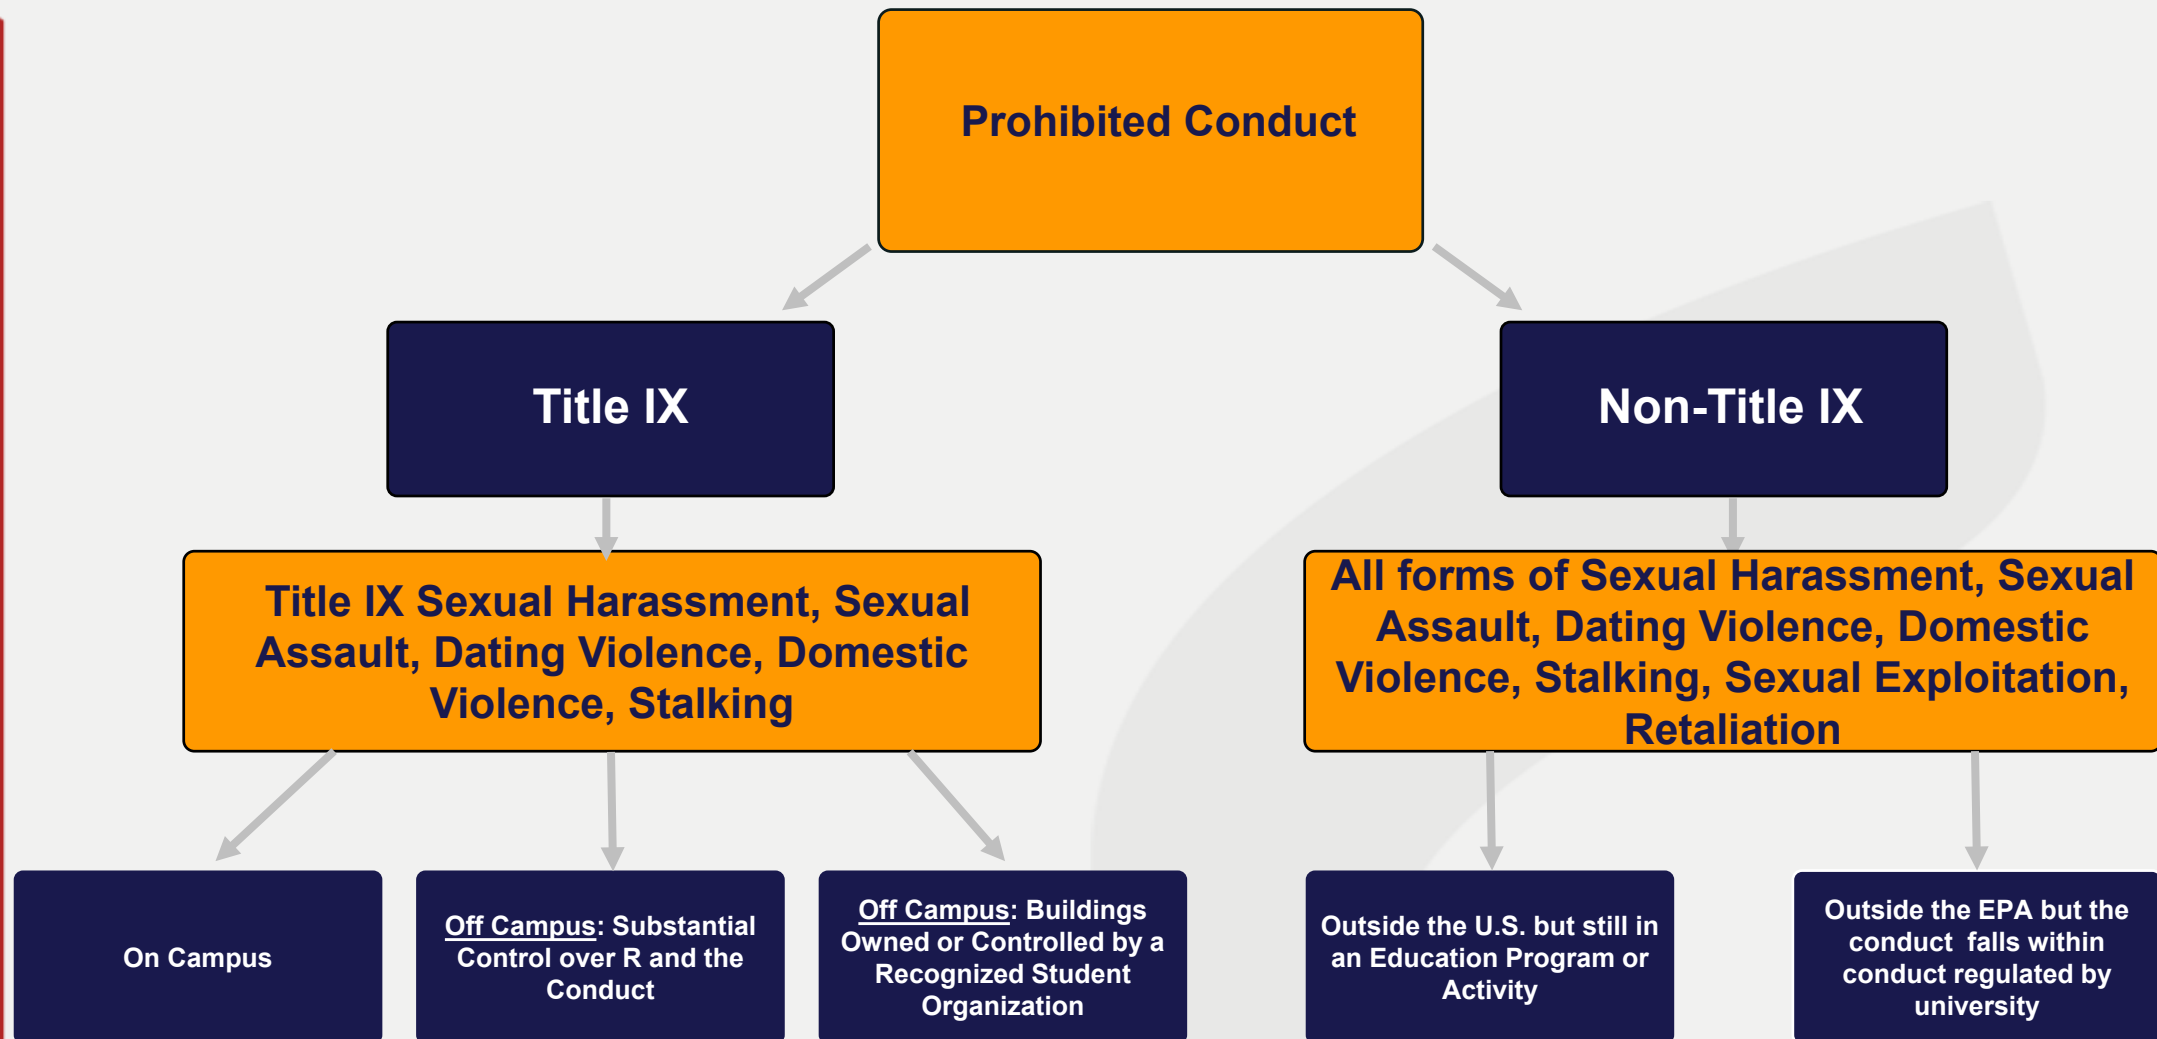 Prohibited Conduct
Title IX
Non-Title IX
Title IX Sexual Harassment, Sexual
Assault, Dating Violence, Domestic
Violence, Stalking
All forms of Sexual Harassment, Sexual
Assault, Dating Violence, Domestic
Violence, Stalking, Sexual Exploitation,
Retaliation
On Campus
Off Campus: Substantial
Control over R and the
Conduct
Off Campus: Buildings
Owned or Controlled by a
Recognized Student
Organization
Outside the U.S. but still in
an Education Program or
Activity
Outside the EPA but the
conduct falls within
conduct regulated by
university